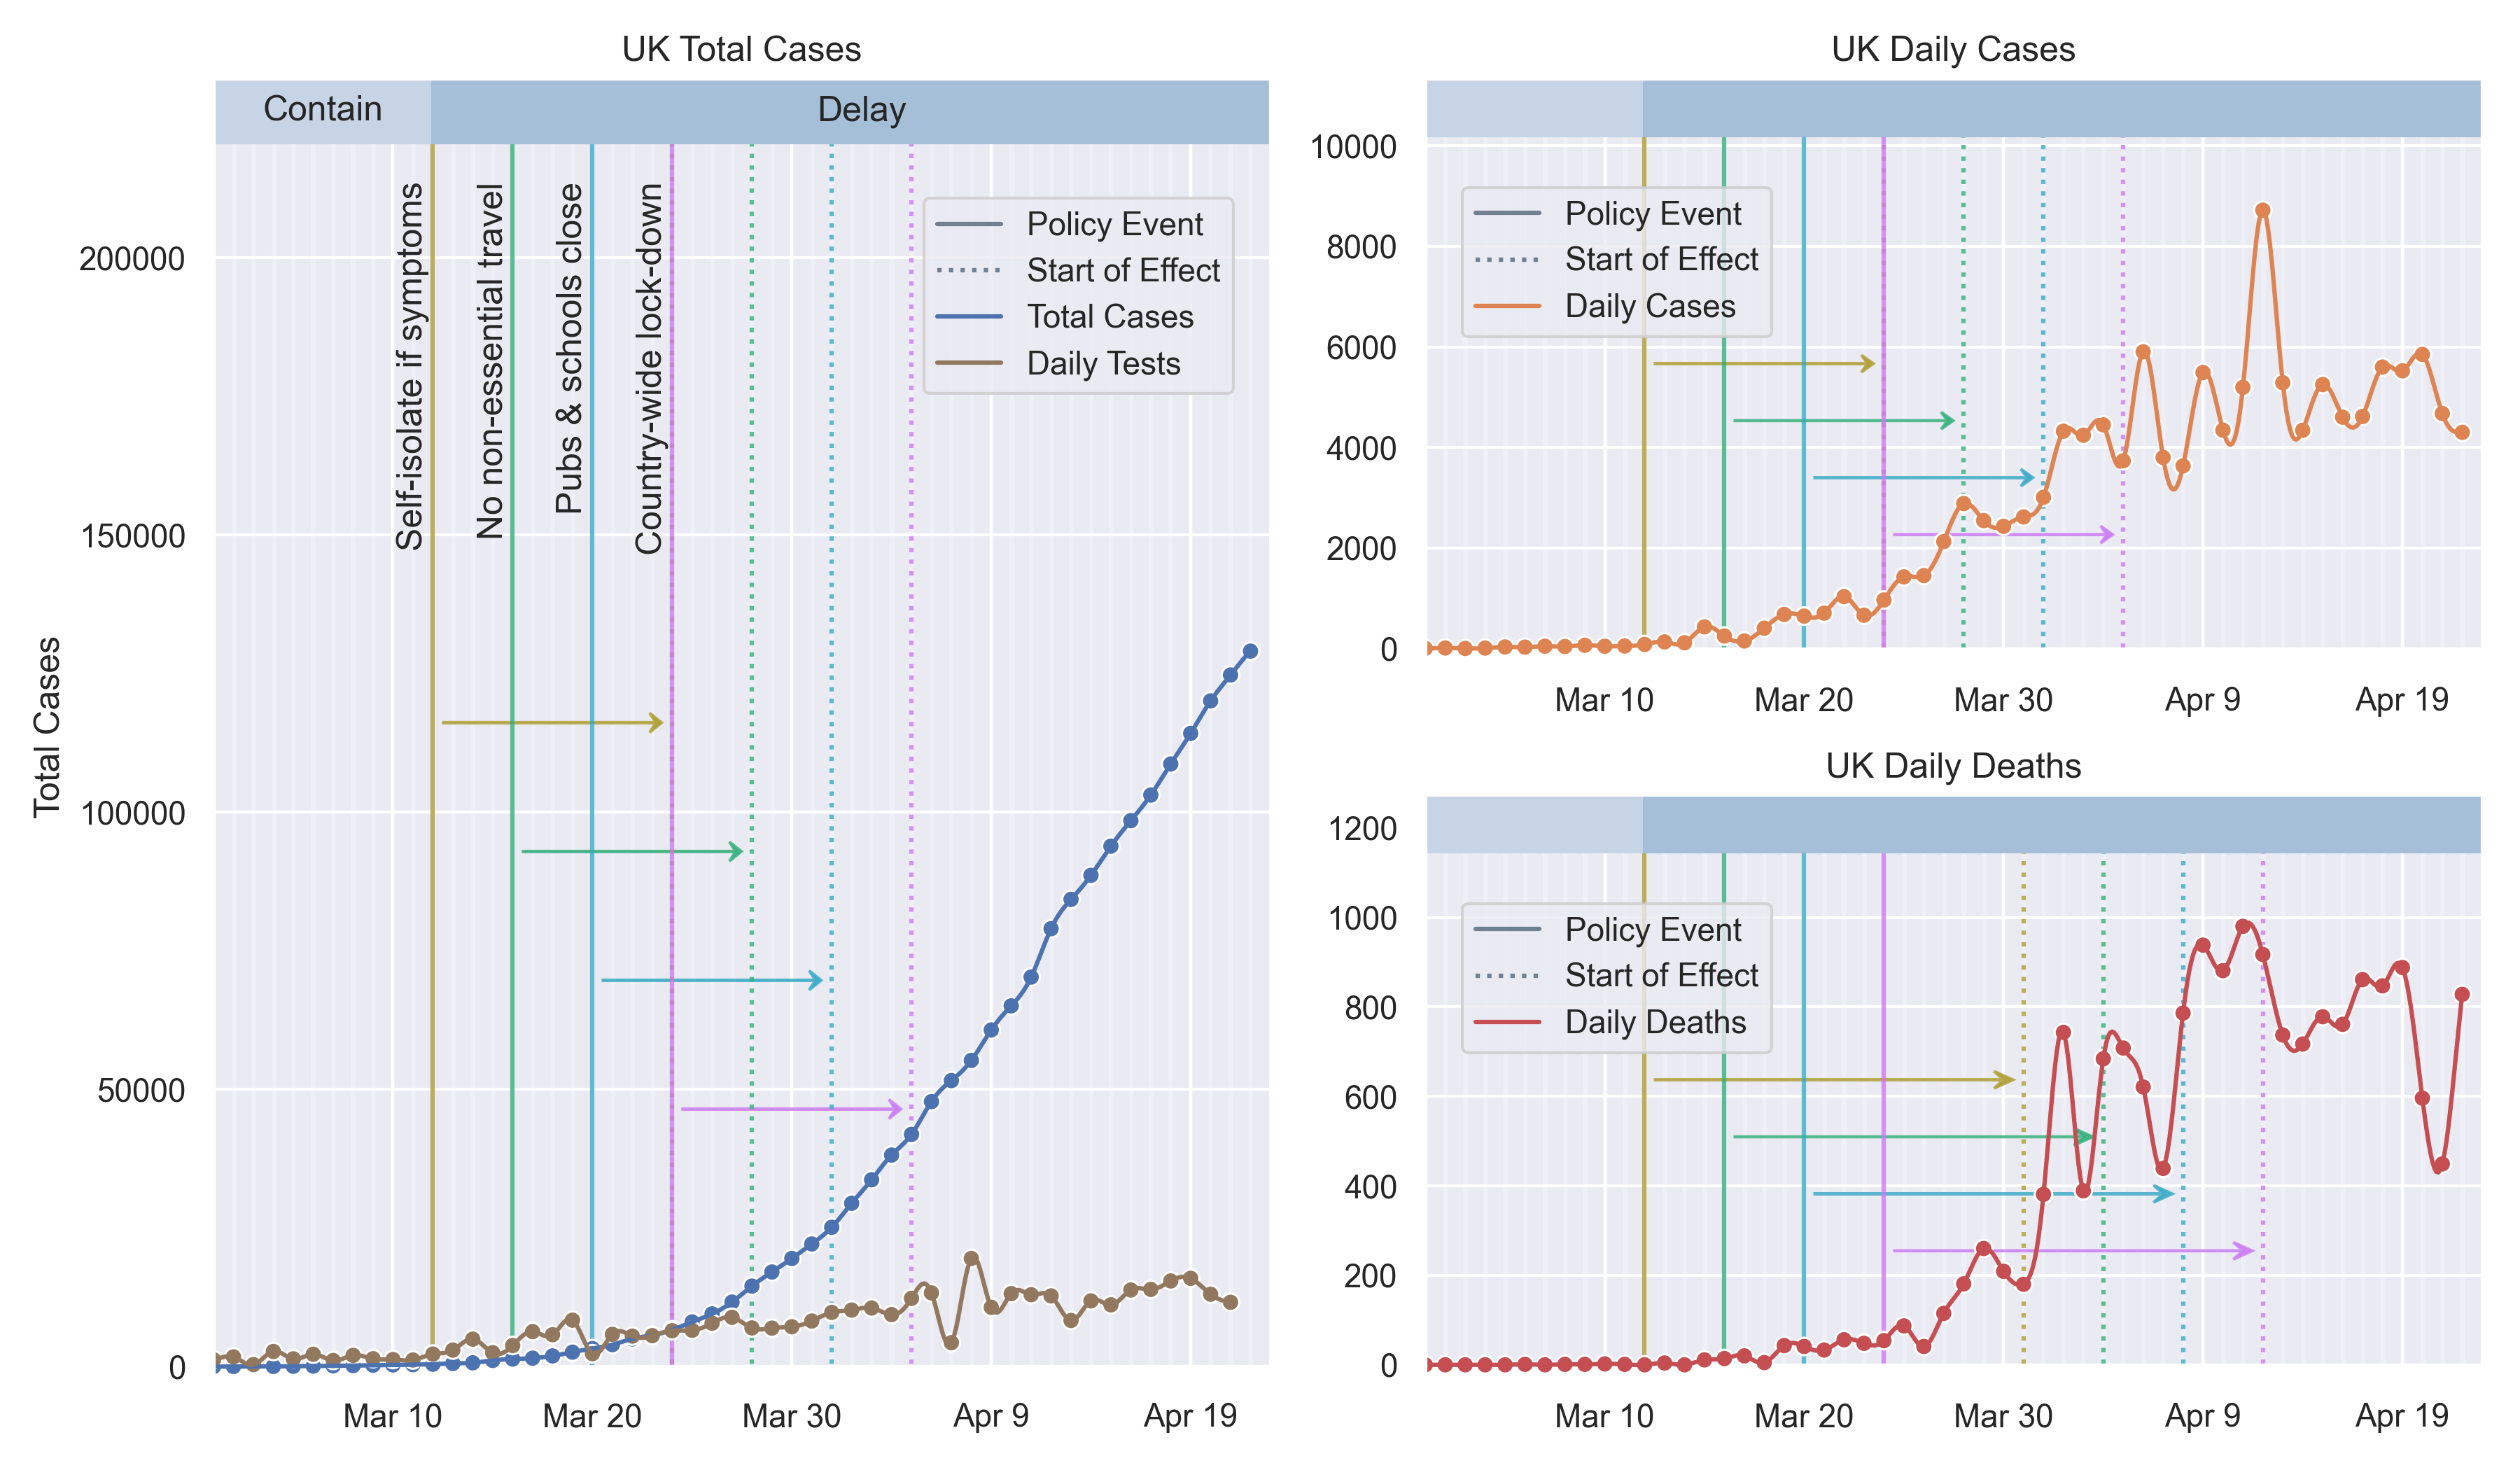 UK Total Cases
Contain
Delay
Self-isolate if symptoms
No non-essential travel
Pubs & schools close
Country-wide lock-down
Policy Event
Start of Effect
Total Cases
Daily Tests
Total Cases
200000
150000
100000
50000
0
Mar 10
Mar 20
Mar 30
Apr 9
Apr 19
UK Daily Cases
10000
8000
6000
4000
2000
0
Policy Event
Start of Effect
Daily Cases
Mar 10
Mar 20
Mar 30
Apr 9
Apr 19
UK Daily Deaths
1200
1000
800
600
400
200
0
Policy Event
Start of Effect
Daily Deaths
Mar 10
Mar 20
Mar 30
Apr 9
Apr 19